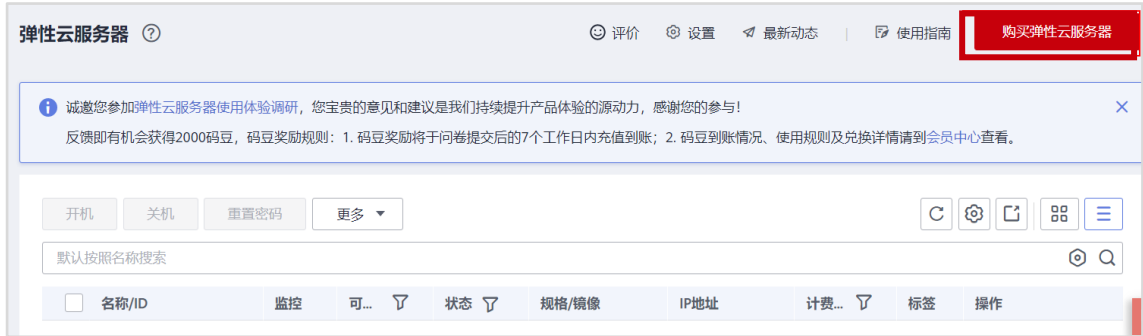 弹性云服务器 评价 设置 最新动态 使用指南 购买弹性云服务器
诚邀您参加弹性云服务器使用体验调研，您宝贵的意见和建议是我们持续提升产品体验的源动力，感谢您的参与！
反馈即有机会获得2000码豆，码豆奖励规则：1. 码豆奖励将于问卷提交后的7个工作日内充值到账；2. 码豆到账情况、使用规则及兑换详情请到会员中心查看。
开机 关机 重置密码 更多
默认按照名称搜索
名称/ID 监控 可... 状态 规格/镜像 IP地址 计费... 标签 操作